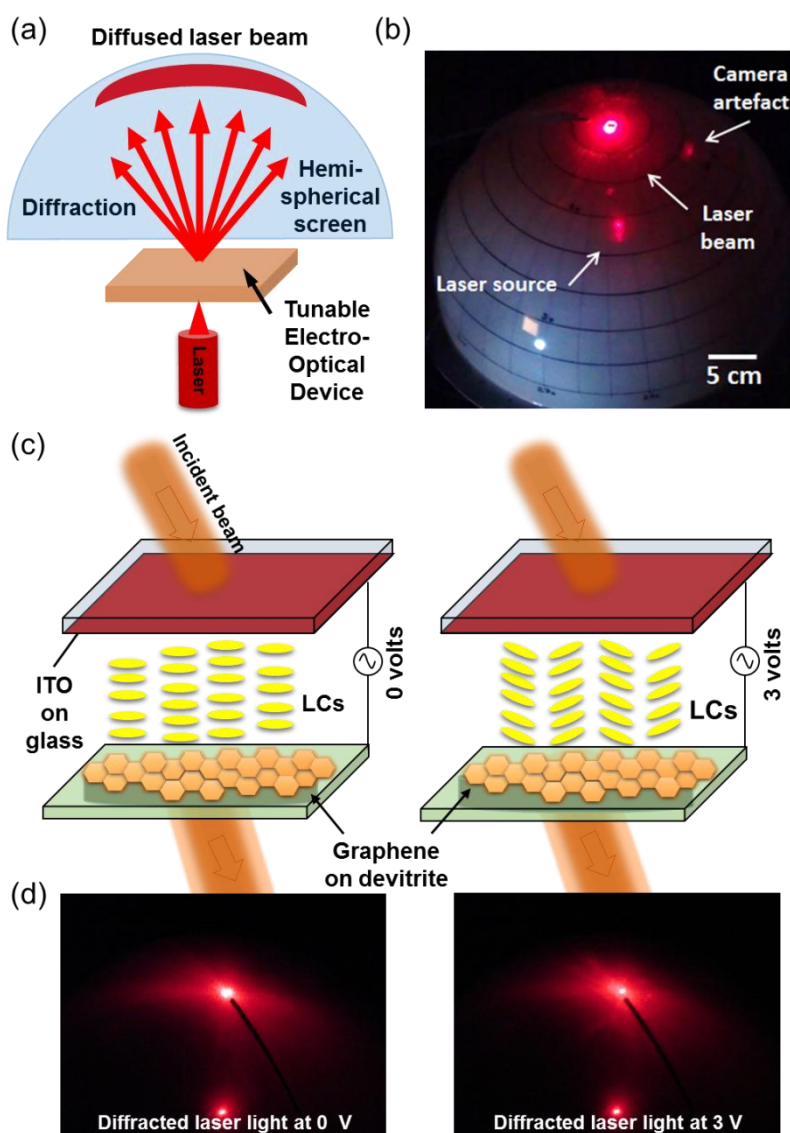 (a)
Diffused laser beam
Diffraction
Hemi-
spherical
screen
Laser
Tunable
Electro-
Optical
Device
(b)
Camera
artefact
Laser
beam
Laser source
5 cm
(c)
Incident beam
ITO
on
glass
LCs
0 volts
LCs
3 volts
Graphene
on devitrite
(d)
Diffracted laser light at 0 V
Diffracted laser light at 3 V